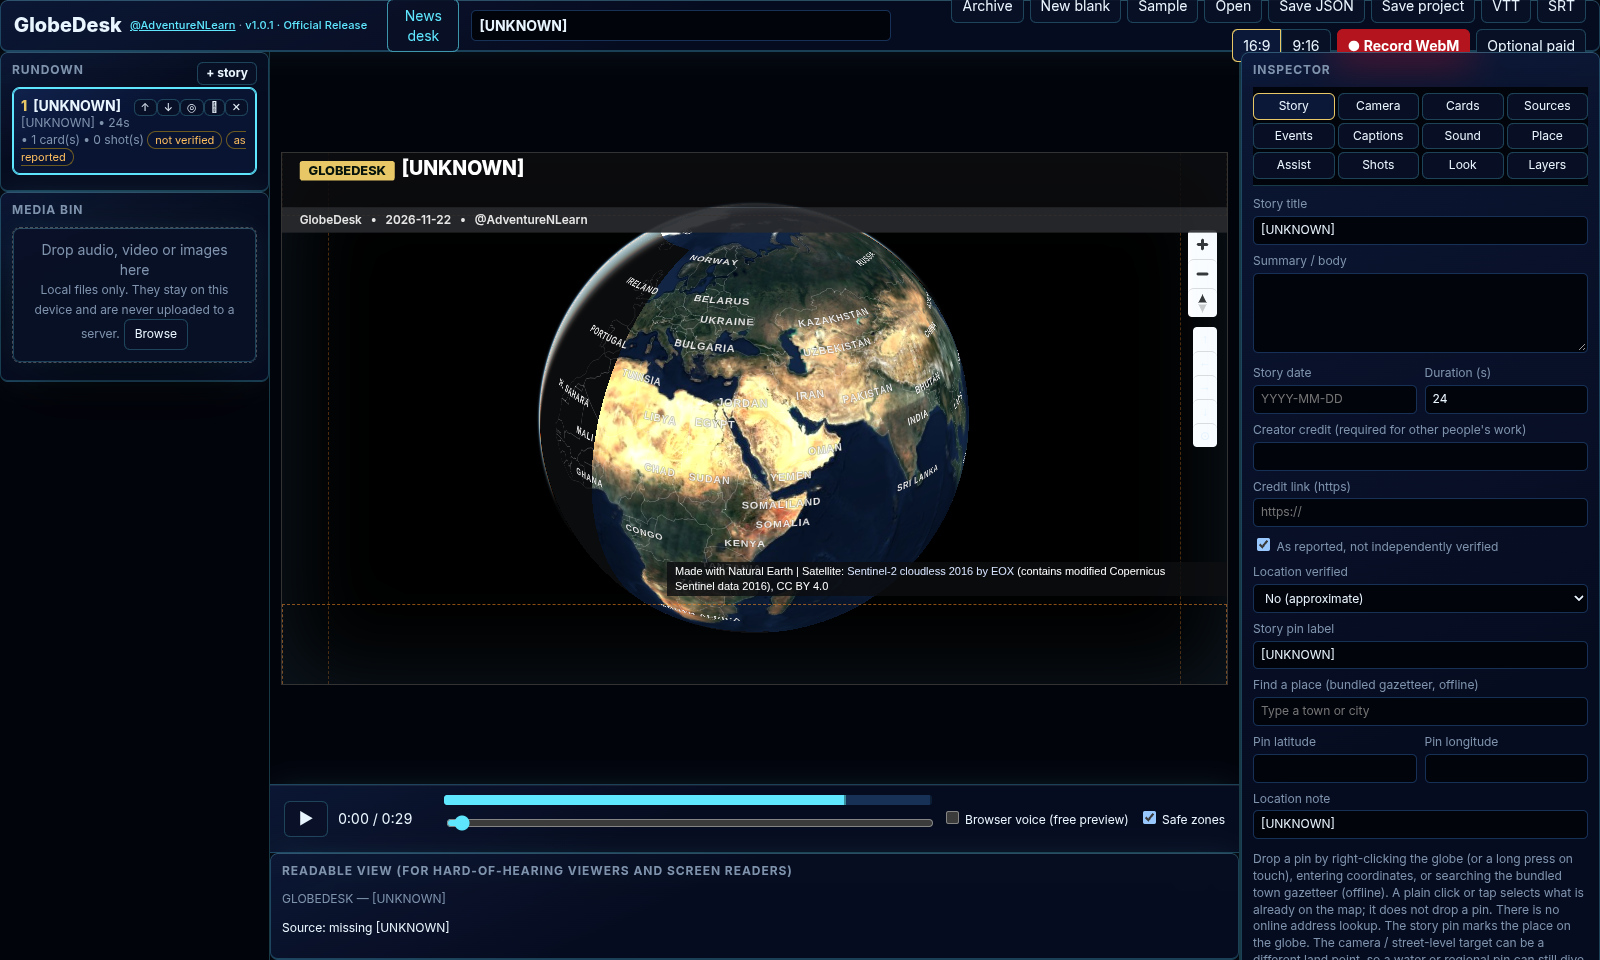 GlobeDesk @AdventureNLearn · v1.0.1 · Official Release
News desk
[UNKNOWN]
Archive New blank Sample Open Save JSON Save project VTT SRT
16:9 9:16 Record WebM Optional paid
RUNDOWN
+ story
1 [UNKNOWN] ↑ ↓ ◎ ✕
[UNKNOWN] • 24s
• 1 card(s) • 0 shot(s) not verified as
reported
MEDIA BIN
Drop audio, video or images
here
Local files only. They stay on this
device and are never uploaded to a
server. Browse
GLOBEDESK [UNKNOWN]
GlobeDesk • 2026-11-22 • @AdventureNLearn
NORWAY
RUSSIA
IRELAND
BELARUS
UKRAINE
KAZAKHSTAN
PORTUGAL
BULGARIA
UZBEKISTAN
TUNISIA
IRAN
PAKISTAN
BHUTAN
JORDAN
LIBYA
EGYPT
INDIA
MALI
OMAN
CHAD
SUDAN
YEMEN
GHANA
SRI LANKA
SOMALILAND
SOMALIA
CONGO
KENYA
Made with Natural Earth | Satellite: Sentinel-2 cloudless 2016 by EOX (contains modified Copernicus
Sentinel data 2016), CC BY 4.0
0:00 / 0:29
Browser voice (free preview) Safe zones
READABLE VIEW (FOR HARD-OF-HEARING VIEWERS AND SCREEN READERS)
GLOBEDESK — [UNKNOWN]
Source: missing [UNKNOWN]
INSPECTOR
Story Camera Cards Sources
Events Captions Sound Place
Assist Shots Look Layers
Story title
[UNKNOWN]
Summary / body
Story date Duration (s)
YYYY-MM-DD 24
Creator credit (required for other people's work)
Credit link (https)
https://
As reported, not independently verified
Location verified
No (approximate)
Story pin label
[UNKNOWN]
Find a place (bundled gazetteer, offline)
Type a town or city
Pin latitude Pin longitude
Location note
[UNKNOWN]
Drop a pin by right-clicking the globe (or a long press on
touch), entering coordinates, or searching the bundled
town gazetteer (offline). A plain click or tap selects what is
already on the map; it does not drop a pin. There is no
online address lookup. The story pin marks the place on
the globe. The camera / street-level target can be a
different land point, so a water or regional pin can still dive